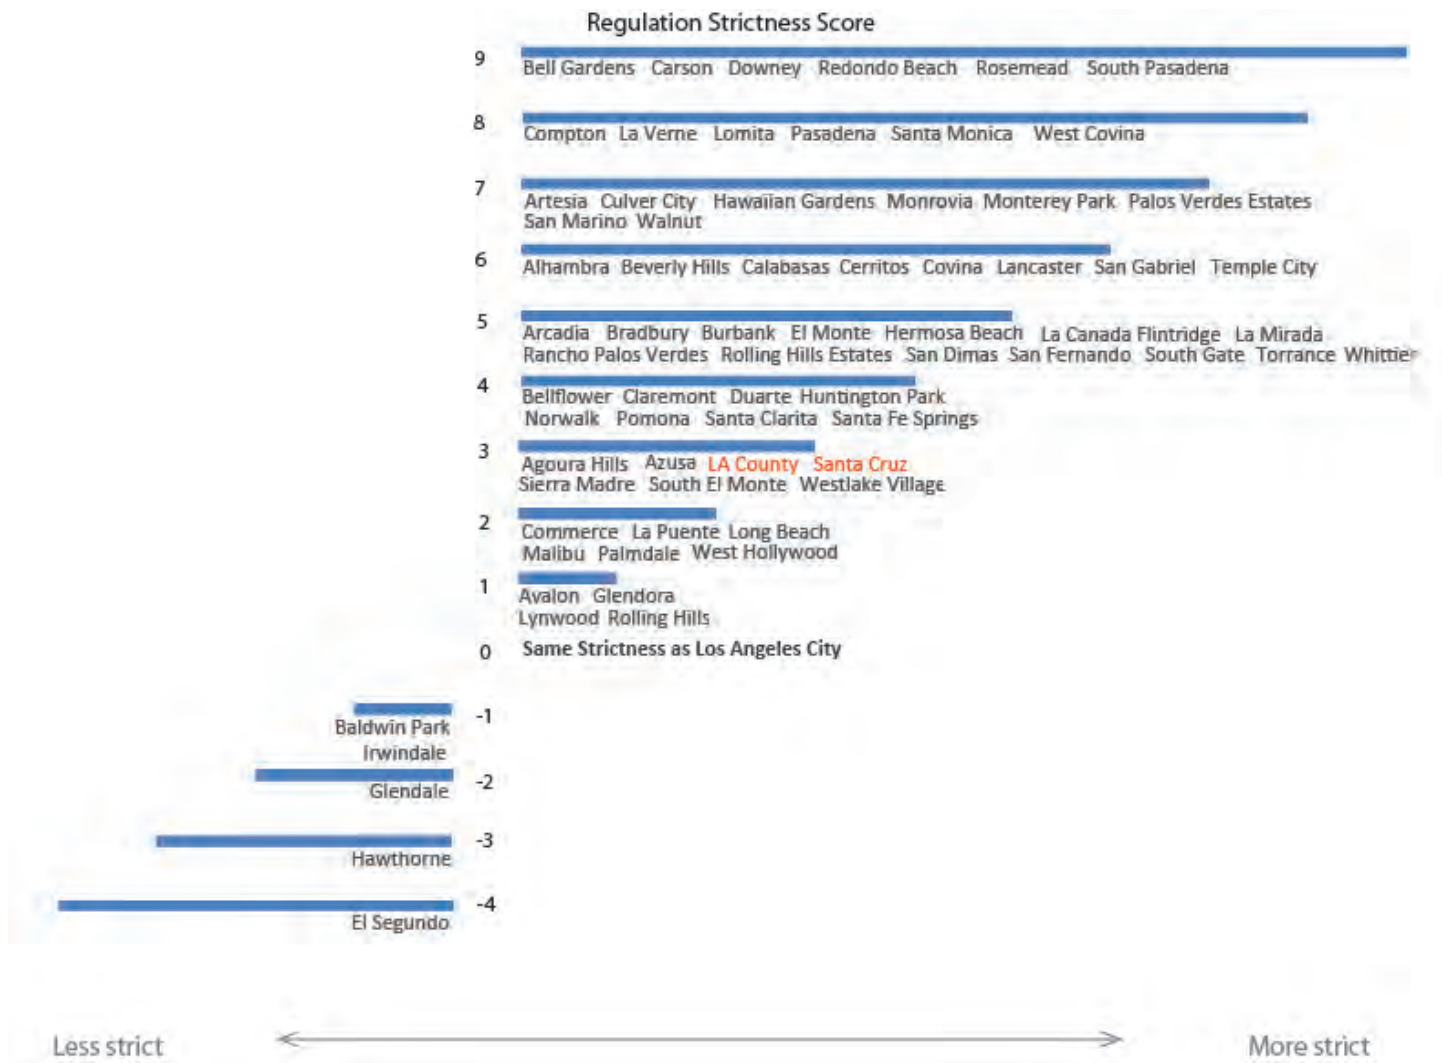 Regulation Strictness Score
9
Bell Gardens Carson Downey Redondo Beach Rosemead South Pasadena
8
Compton La Verne Lomita Pasadena Santa Monica West Covina
7
Artesia Culver City Hawaiian Gardens Monrovia Monterey Park Palos Verdes Estates
San Marino Walnut
6
Alhambra Beverly Hills Calabasas Cerritos Covina Lancaster San Gabriel Temple City
5
Arcadia Bradbury Burbank El Monte Hermosa Beach La Canada Flintridge La Mirada
Rancho Palos Verdes Rolling Hills Estates San Dimas San Fernando South Gate Torrance Whittier
4
Bellflower Claremont Duarte Huntington Park
Norwalk Pomona Santa Clarita Santa Fe Springs
3
Agoura Hills Azusa LA County Santa Cruz
Sierra Madre South El Monte Westlake Village
2
Commerce La Puente Long Beach
Malibu Palmdale West Hollywood
1
Avalon Glendora
Lynwood Rolling Hills
0 Same Strictness as Los Angeles City
-1
Baldwin Park
Irwindale
-2
Glendale
-3
Hawthorne
-4
El Segundo
Less strict More strict